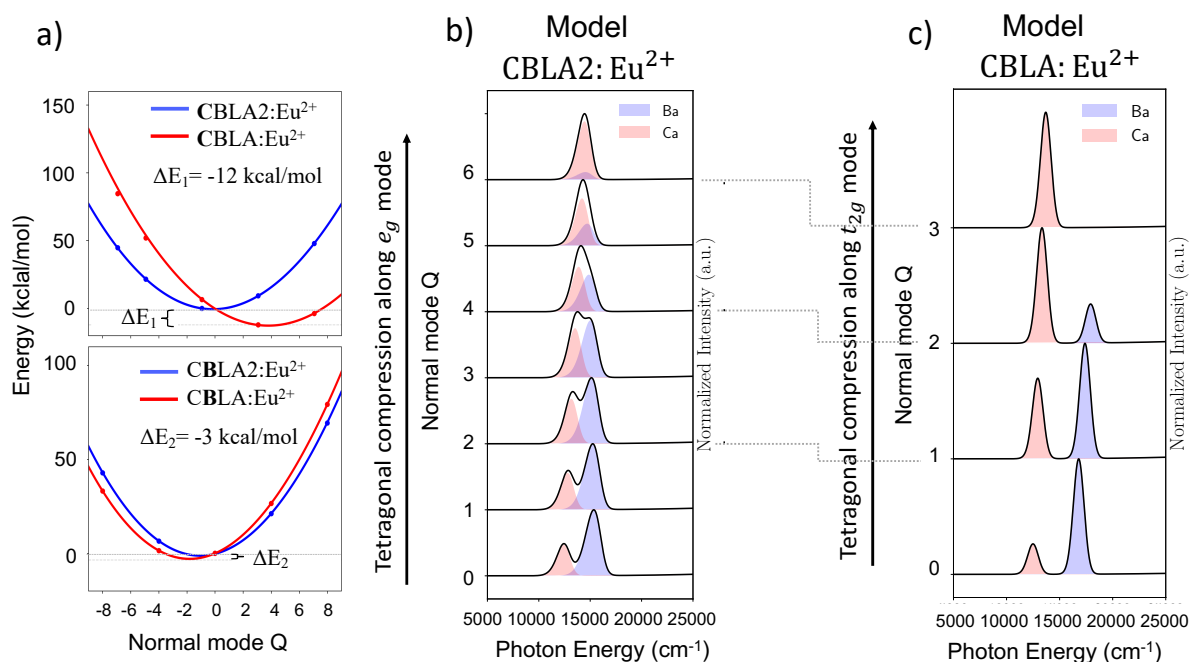 a)
150
100
50
0
Energy (kclal/mol)
CBLA2:Eu²⁺
CBLA:Eu²⁺
ΔE₁= -12 kcal/mol
ΔE₁
100
50
0
CBLA2:Eu²⁺
CBLA:Eu²⁺
ΔE₂= -3 kcal/mol
ΔE₂
-8 -6 -4 -2 0 2 4 6 8
Normal mode Q
b)
Model
CBLA2: Eu²⁺
Tetragonal compression along e_g mode
Normal mode Q
Ba
Ca
6
5
4
3
2
1
0
5000 10000 15000 20000 25000
Photon Energy (cm⁻¹)
Normalized Intensity (a.u.)
c)
Model
CBLA: Eu²⁺
Tetragonal compression along t₂g mode
Normal mode Q
Ba
Ca
3
2
1
0
5000 10000 15000 20000 25000
Photon Energy (cm⁻¹)
Normalized Intensity (a.u.)